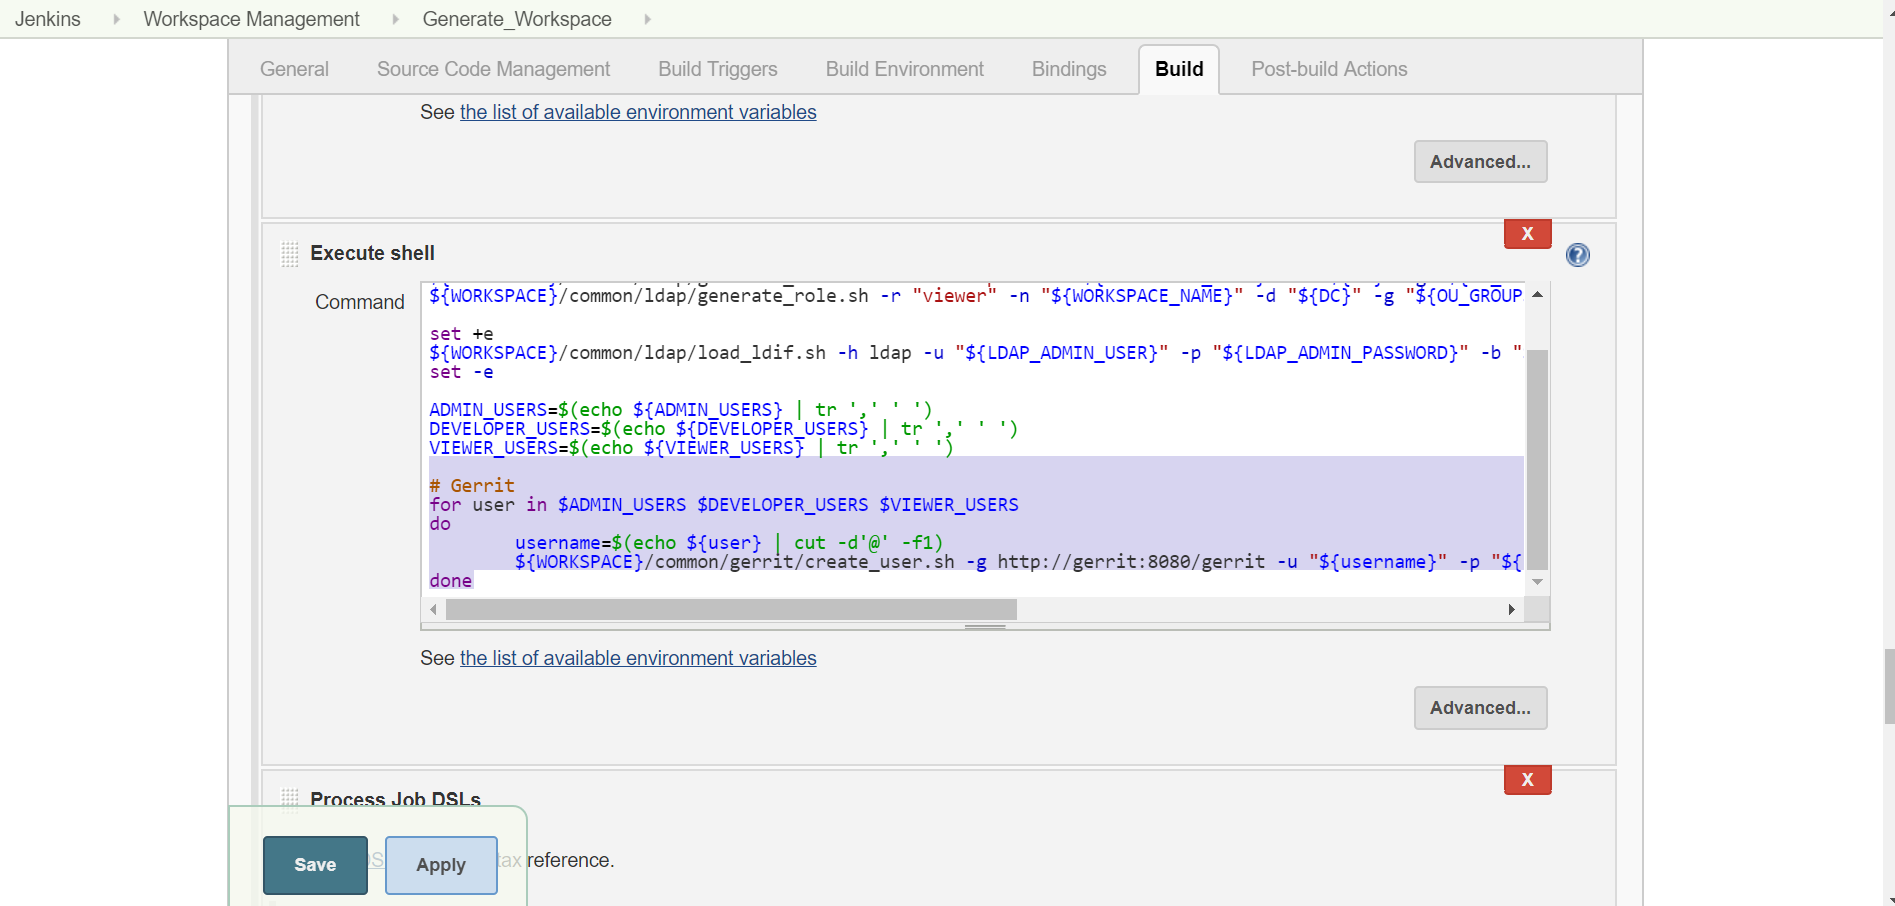 Jenkins Workspace Management Generate_Workspace
General Source Code Management Build Triggers Build Environment Bindings Build Post-build Actions
See the list of available environment variables
Advanced...
X
Execute shell
?
Command
${WORKSPACE}/common/ldap/generate_role.sh -r "viewer" -n "${WORKSPACE_NAME}" -d "${DC}" -g "${OU_GROUP
set +e
${WORKSPACE}/common/ldap/load_ldif.sh -h ldap -u "${LDAP_ADMIN_USER}" -p "${LDAP_ADMIN_PASSWORD}" -b "
set -e
ADMIN_USERS=$(echo ${ADMIN_USERS} | tr ',' ' ')
DEVELOPER_USERS=$(echo ${DEVELOPER_USERS} | tr ',' ' ')
VIEWER_USERS=$(echo ${VIEWER_USERS} | tr ',' ' ')
# Gerrit
for user in $ADMIN_USERS $DEVELOPER_USERS $VIEWER_USERS
do
username=$(echo ${user} | cut -d'@' -f1)
${WORKSPACE}/common/gerrit/create_user.sh -g http://gerrit:8080/gerrit -u "${username}" -p "${
done
See the list of available environment variables
Advanced...
X
Process Job DSLs
reference.
Save Apply